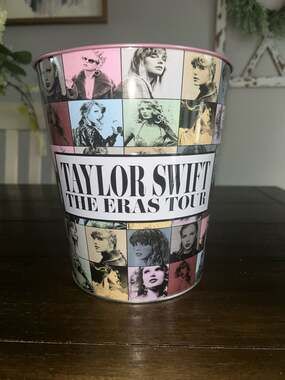 TAYLOR SWIFT
THE ERAS TOUR